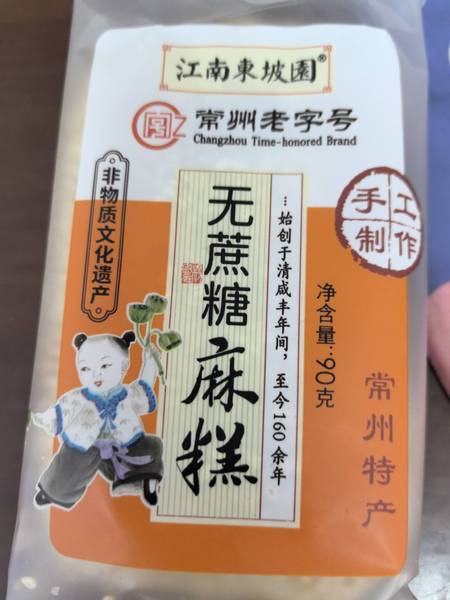 江南東坡園®
常州老字号
Changzhou Time-honored Brand
非物质文化遗产
无蔗糖麻糕
…始创于清咸丰年间，至今160余年
手工
制作
净含量:90克
常州特产